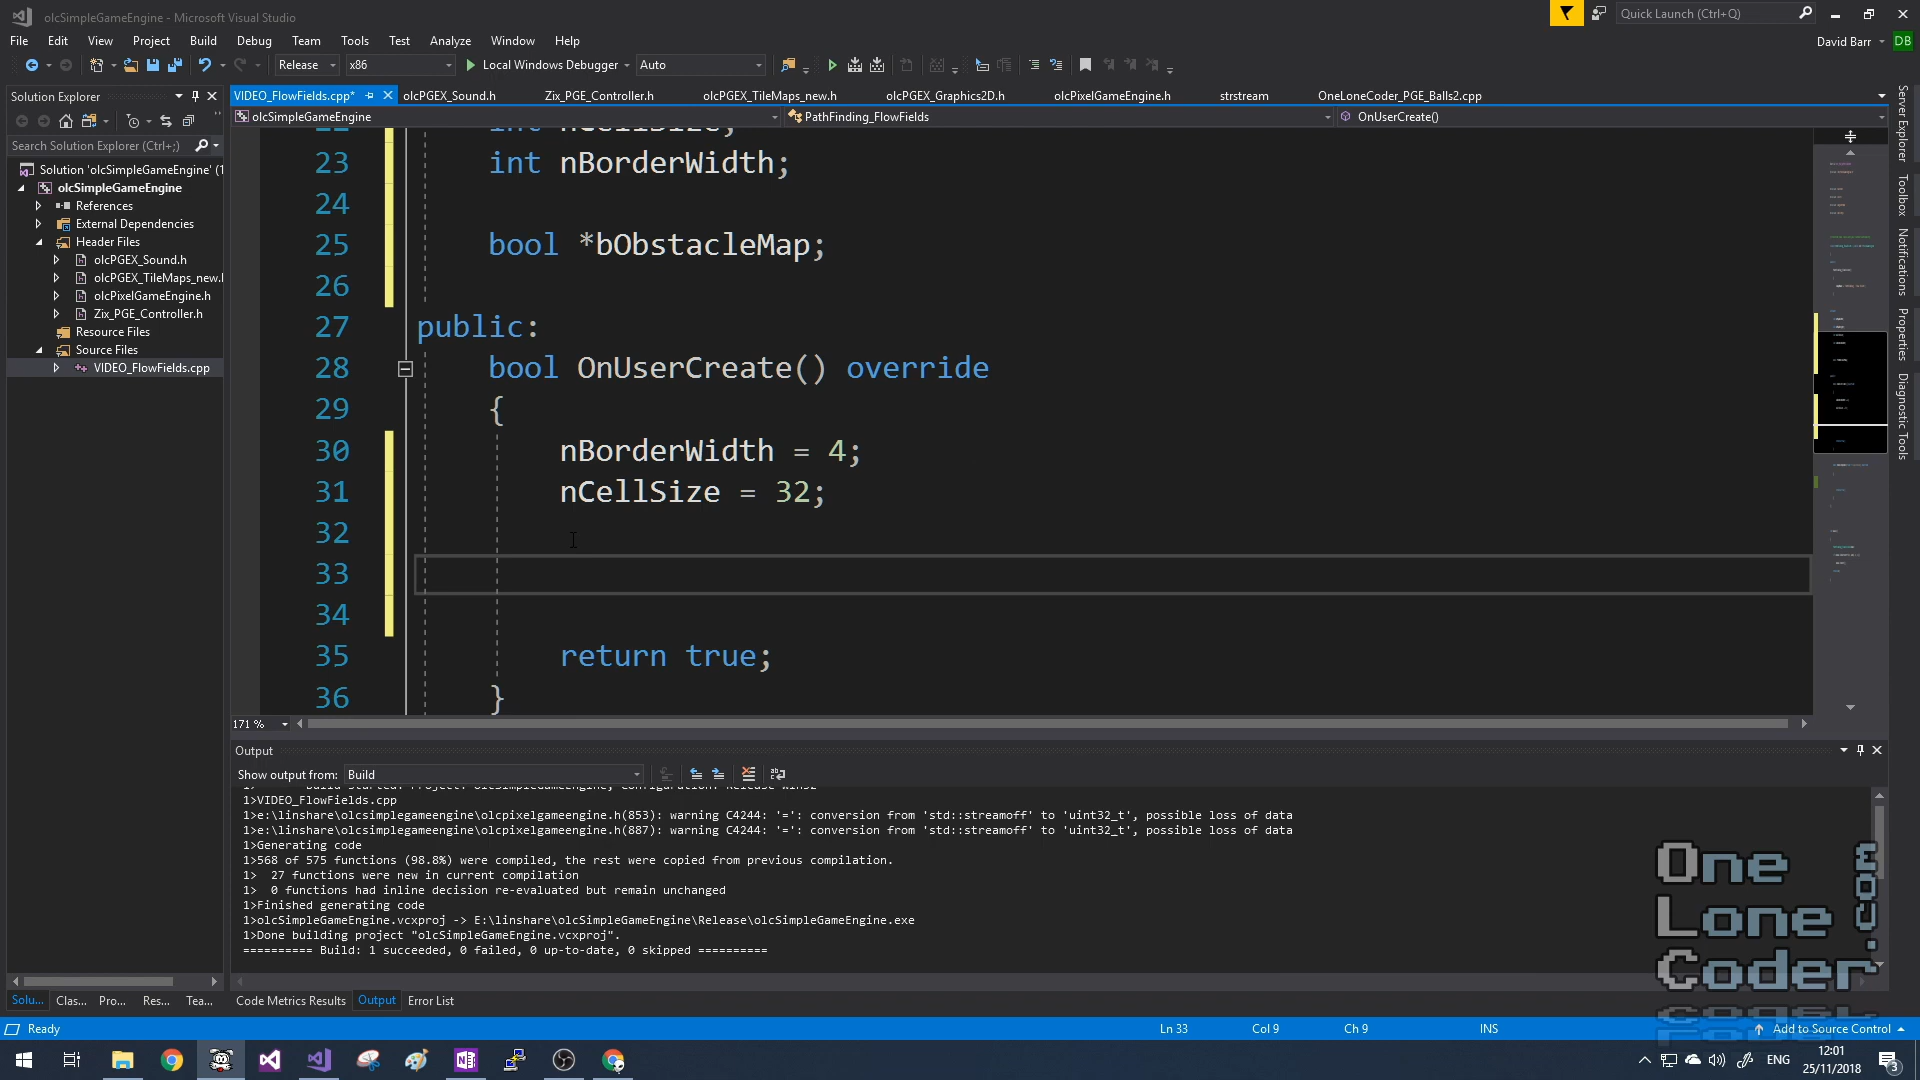 olcSimpleGameEngine - Microsoft Visual Studio
Quick Launch (Ctrl+Q)
File Edit View Project Build Debug Team Tools Test Analyze Window Help
David Barr DB
Release x86 Local Windows Debugger Auto
Solution Explorer
VIDEO_FlowFields.cpp* olcPGEX_Sound.h Zix_PGE_Controller.h olcPGEX_TileMaps_new.h olcPGEX_Graphics2D.h olcPixelGameEngine.h strstream OneLoneCoder_PGE_Balls2.cpp
olcSimpleGameEngine PathFinding_FlowFields OnUserCreate()
Search Solution Explorer (Ctrl+;)
Solution 'olcSimpleGameEngine' (1
olcSimpleGameEngine
References
External Dependencies
Header Files
olcPGEX_Sound.h
olcPGEX_TileMaps_new.h
olcPixelGameEngine.h
Zix_PGE_Controller.h
Resource Files
Source Files
VIDEO_FlowFields.cpp
22 int nCellSize;
23 int nBorderWidth;
24
25 bool *bObstacleMap;
26
27 public:
28 bool OnUserCreate() override
29 {
30 nBorderWidth = 4;
31 nCellSize = 32;
32
33
34
35 return true;
36 }
Server Explorer
Toolbox
Notifications
Properties
Diagnostic Tools
171 %
Output
Show output from: Build
1>------ Build started: Project: olcSimpleGameEngine, Configuration: Release Win32
1>VIDEO_FlowFields.cpp
1>e:\linshare\olcsimplegameengine\olcpixelgameengine.h(853): warning C4244: '=': conversion from 'std::streamoff' to 'uint32_t', possible loss of data
1>e:\linshare\olcsimplegameengine\olcpixelgameengine.h(887): warning C4244: '=': conversion from 'std::streamoff' to 'uint32_t', possible loss of data
1>Generating code
1>568 of 575 functions (98.8%) were compiled, the rest were copied from previous compilation.
1> 27 functions were new in current compilation
1> 0 functions had inline decision re-evaluated but remain unchanged
1>Finished generating code
1>olcSimpleGameEngine.vcxproj -> E:\linshare\olcSimpleGameEngine\Release\olcSimpleGameEngine.exe
1>Done building project "olcSimpleGameEngine.vcxproj".
========== Build: 1 succeeded, 0 failed, 0 up-to-date, 0 skipped ==========
One
Lone
Coder
.com
Solu... Clas... Pro... Res... Tea... Code Metrics Results Output Error List
Ready Ln 33 Col 9 Ch 9 INS Add to Source Control
ENG 12:01
25/11/2018
3